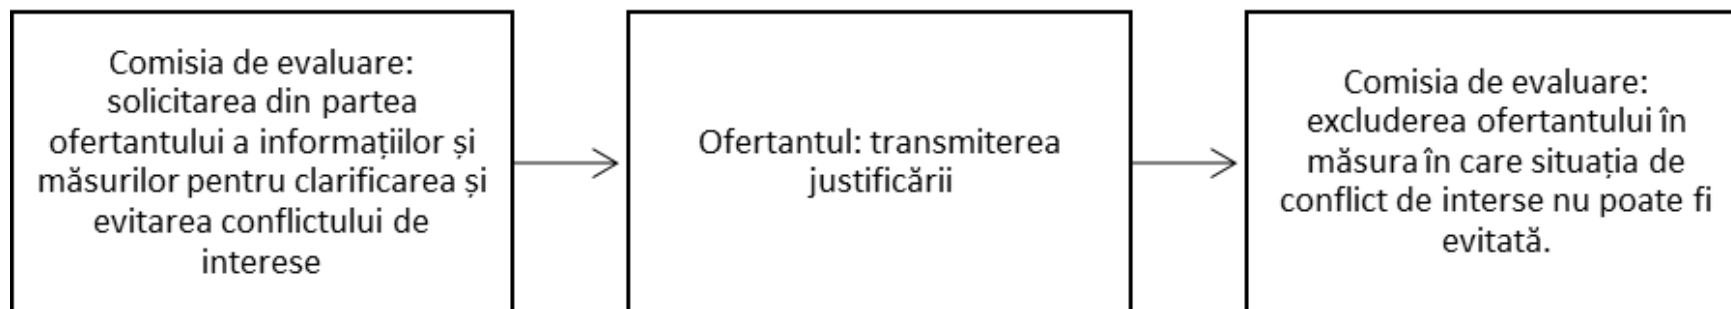 Comisia de evaluare:
solicitarea din partea
ofertantului a informațiilor și
măsurilor pentru clarificarea și
evitarea conflictului de
interese
Ofertantul: transmiterea
justificării
Comisia de evaluare:
excluderea ofertantului în
măsura în care situația de
conflict de interse nu poate fi
evitată.